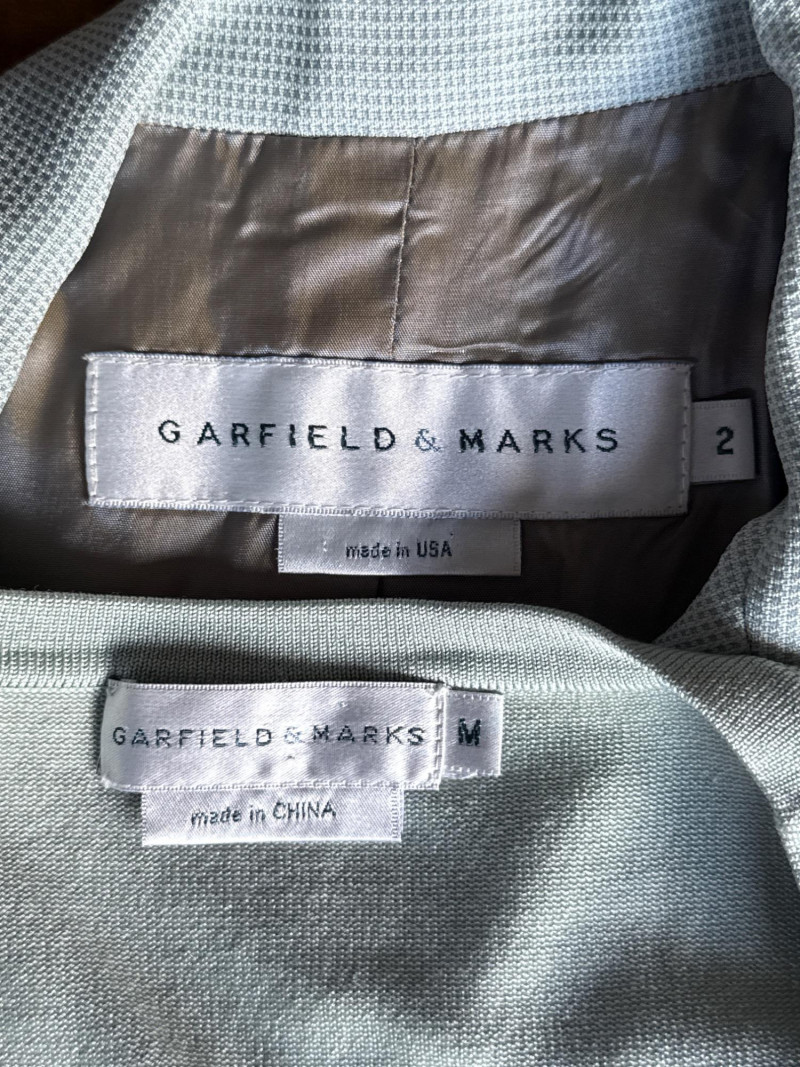 GARFIELD & MARKS
2
made in USA
GARFIELD & MARKS
M
made in CHINA